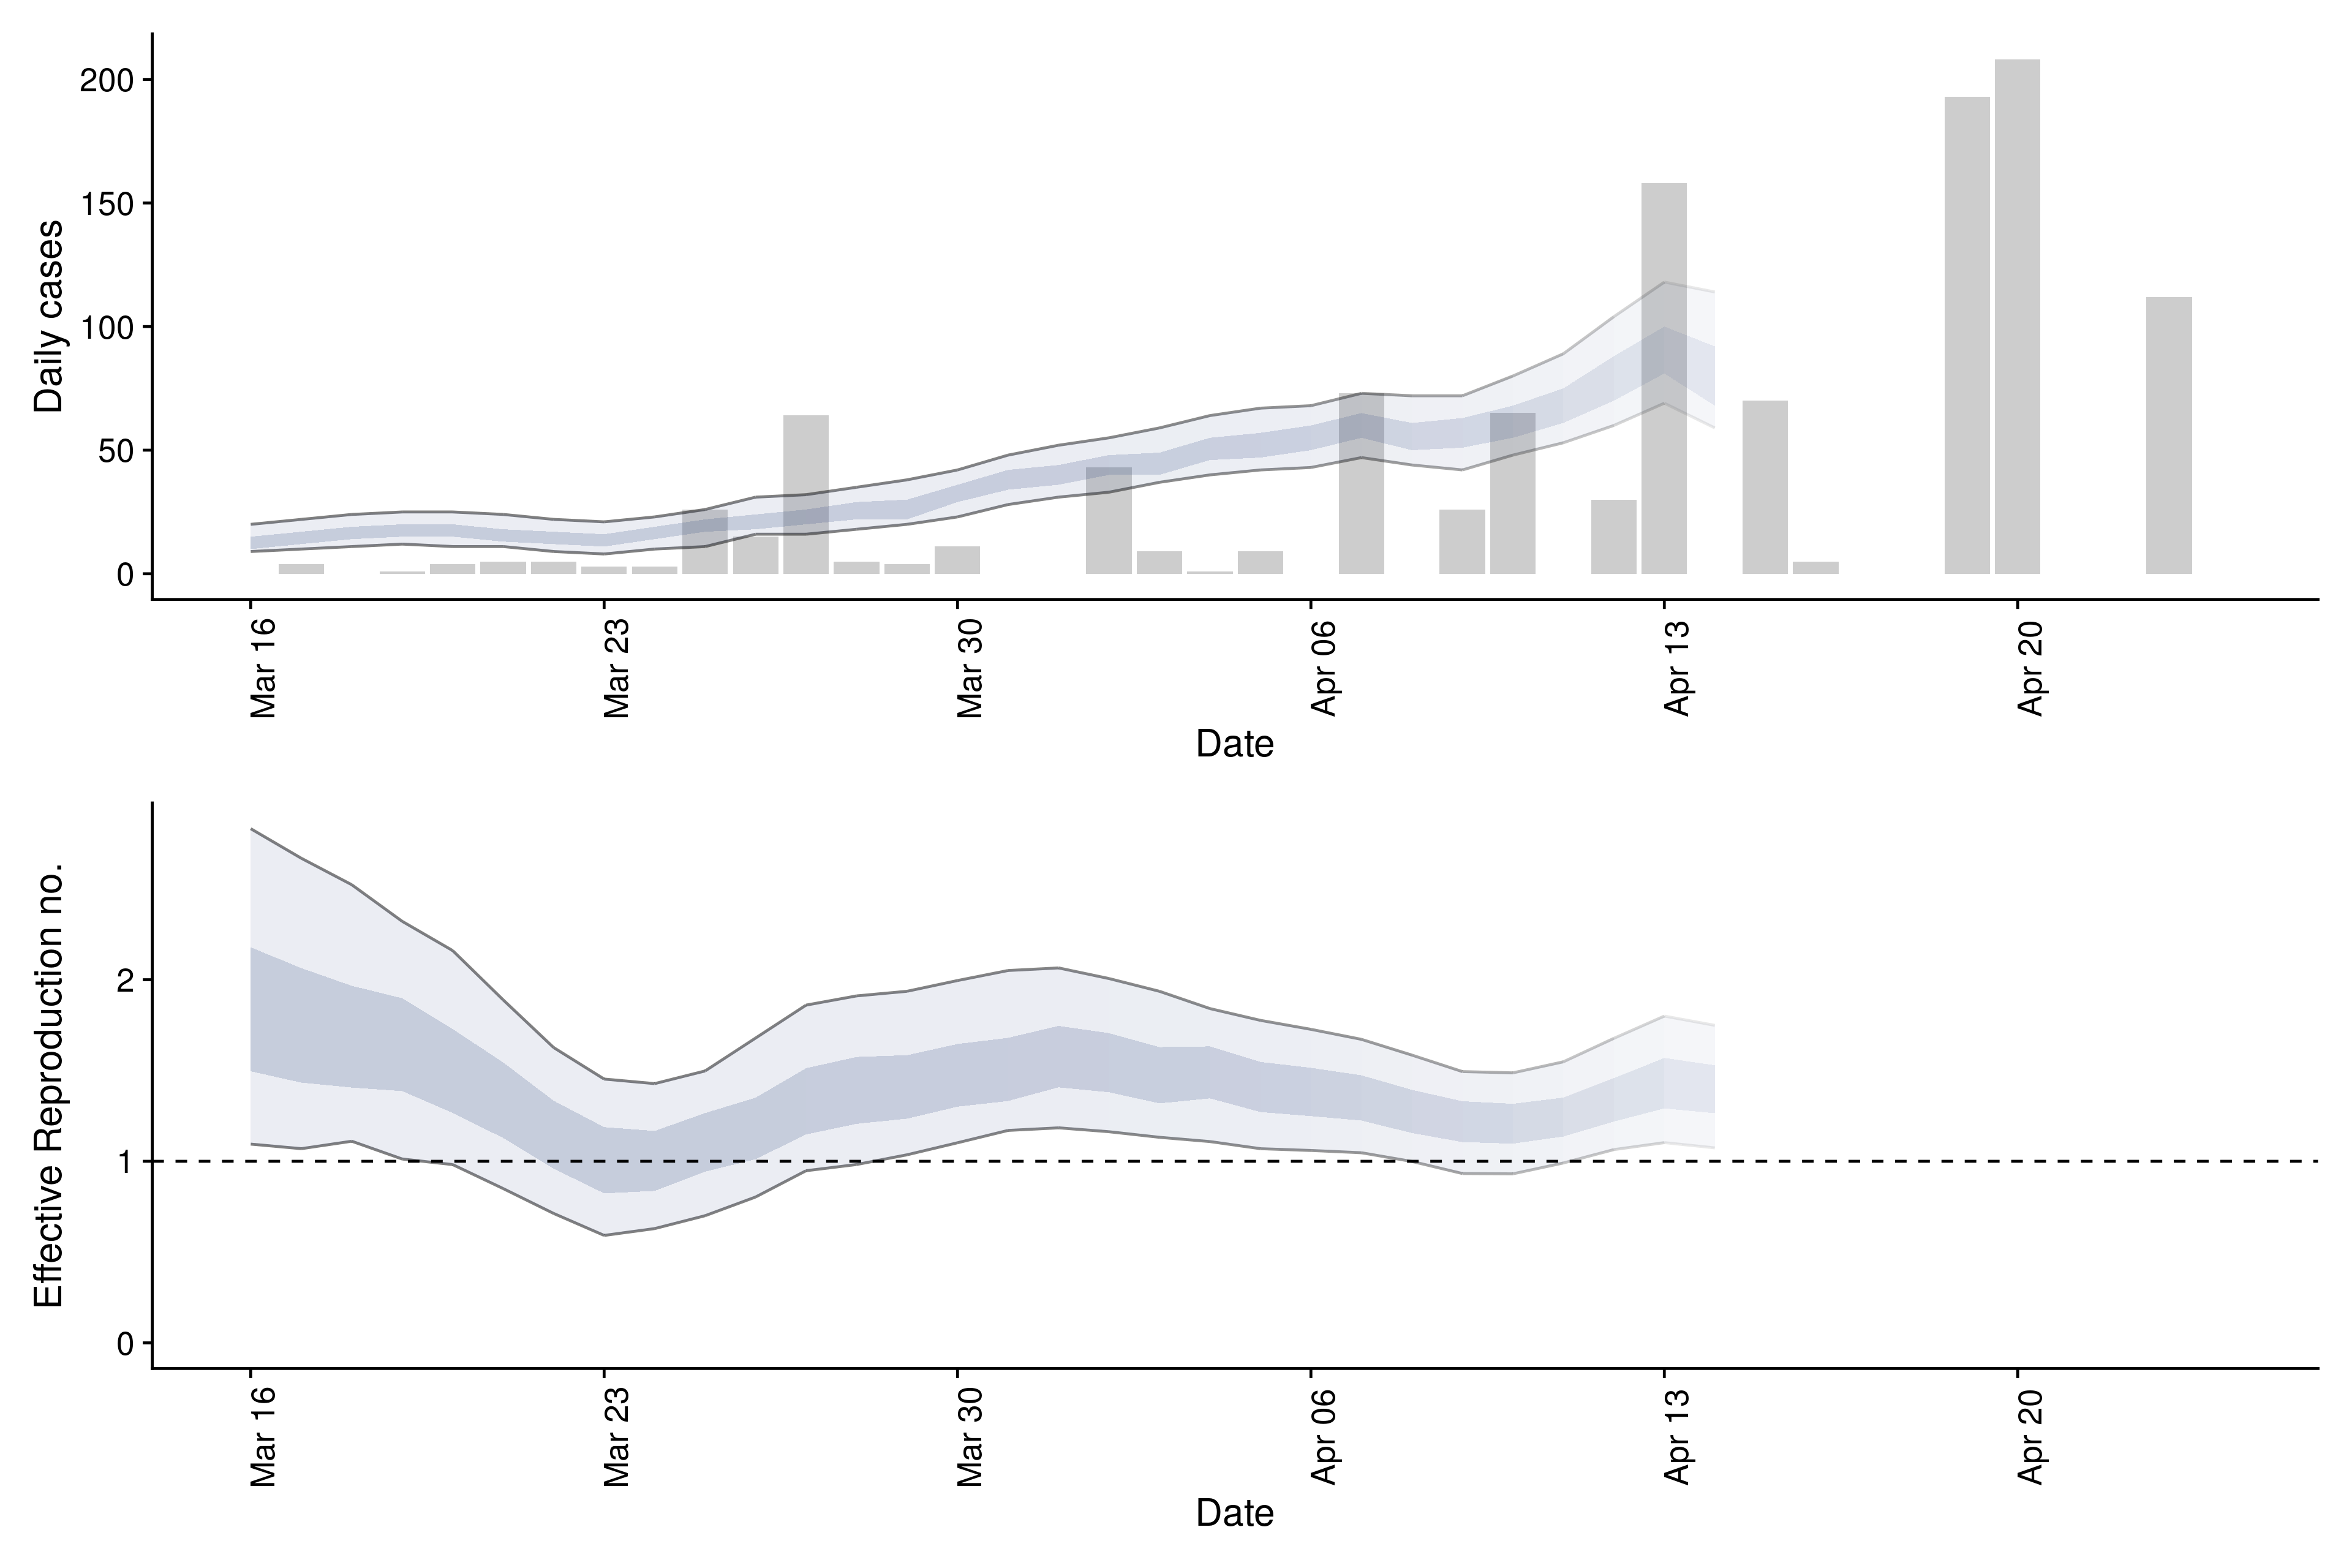 Daily cases
200
150
100
50
0
Mar 16
Mar 23
Mar 30
Apr 06
Apr 13
Apr 20
Date
Effective Reproduction no.
2
1
0
Mar 16
Mar 23
Mar 30
Apr 06
Apr 13
Apr 20
Date